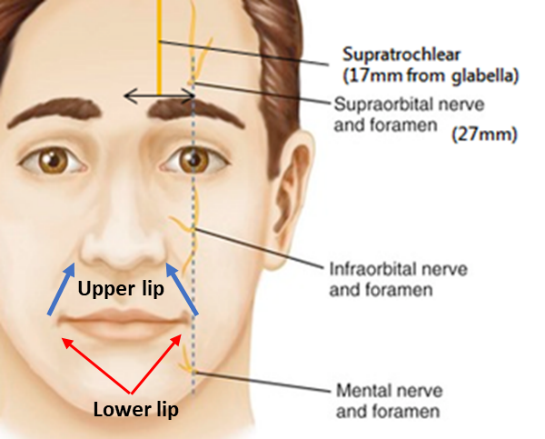 Supratrochlear
(17mm from glabella)
Supraorbital nerve
and foramen (27mm)
Infraorbital nerve
and foramen
Upper lip
Mental nerve
and foramen
Lower lip